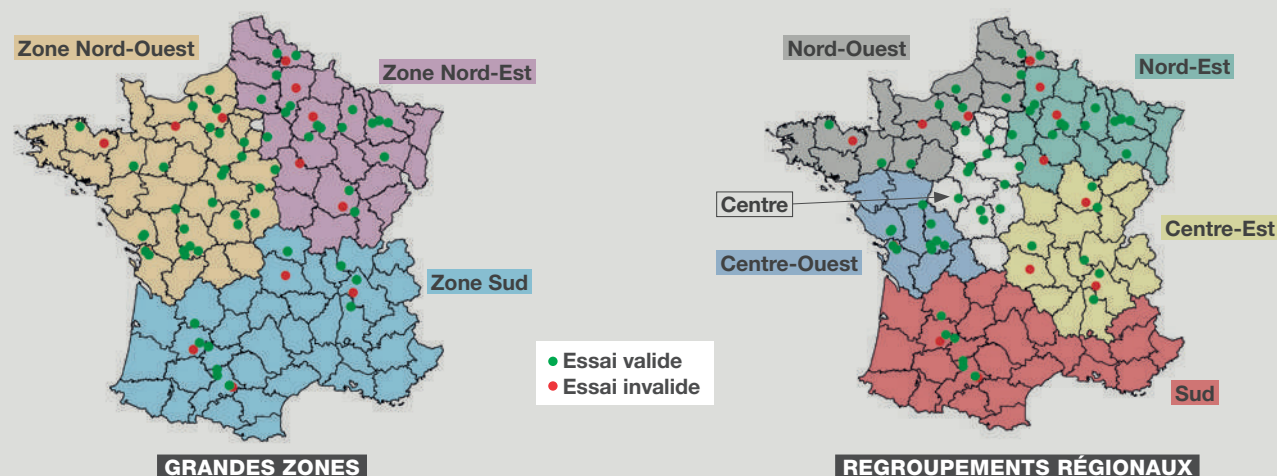 Zone Nord-Ouest
Zone Nord-Est
Zone Sud
GRANDES ZONES
Essai valide
Essai invalide
Nord-Ouest
Nord-Est
Centre
Centre-Est
Centre-Ouest
Sud
REGROUPEMENTS RÉGIONAUX